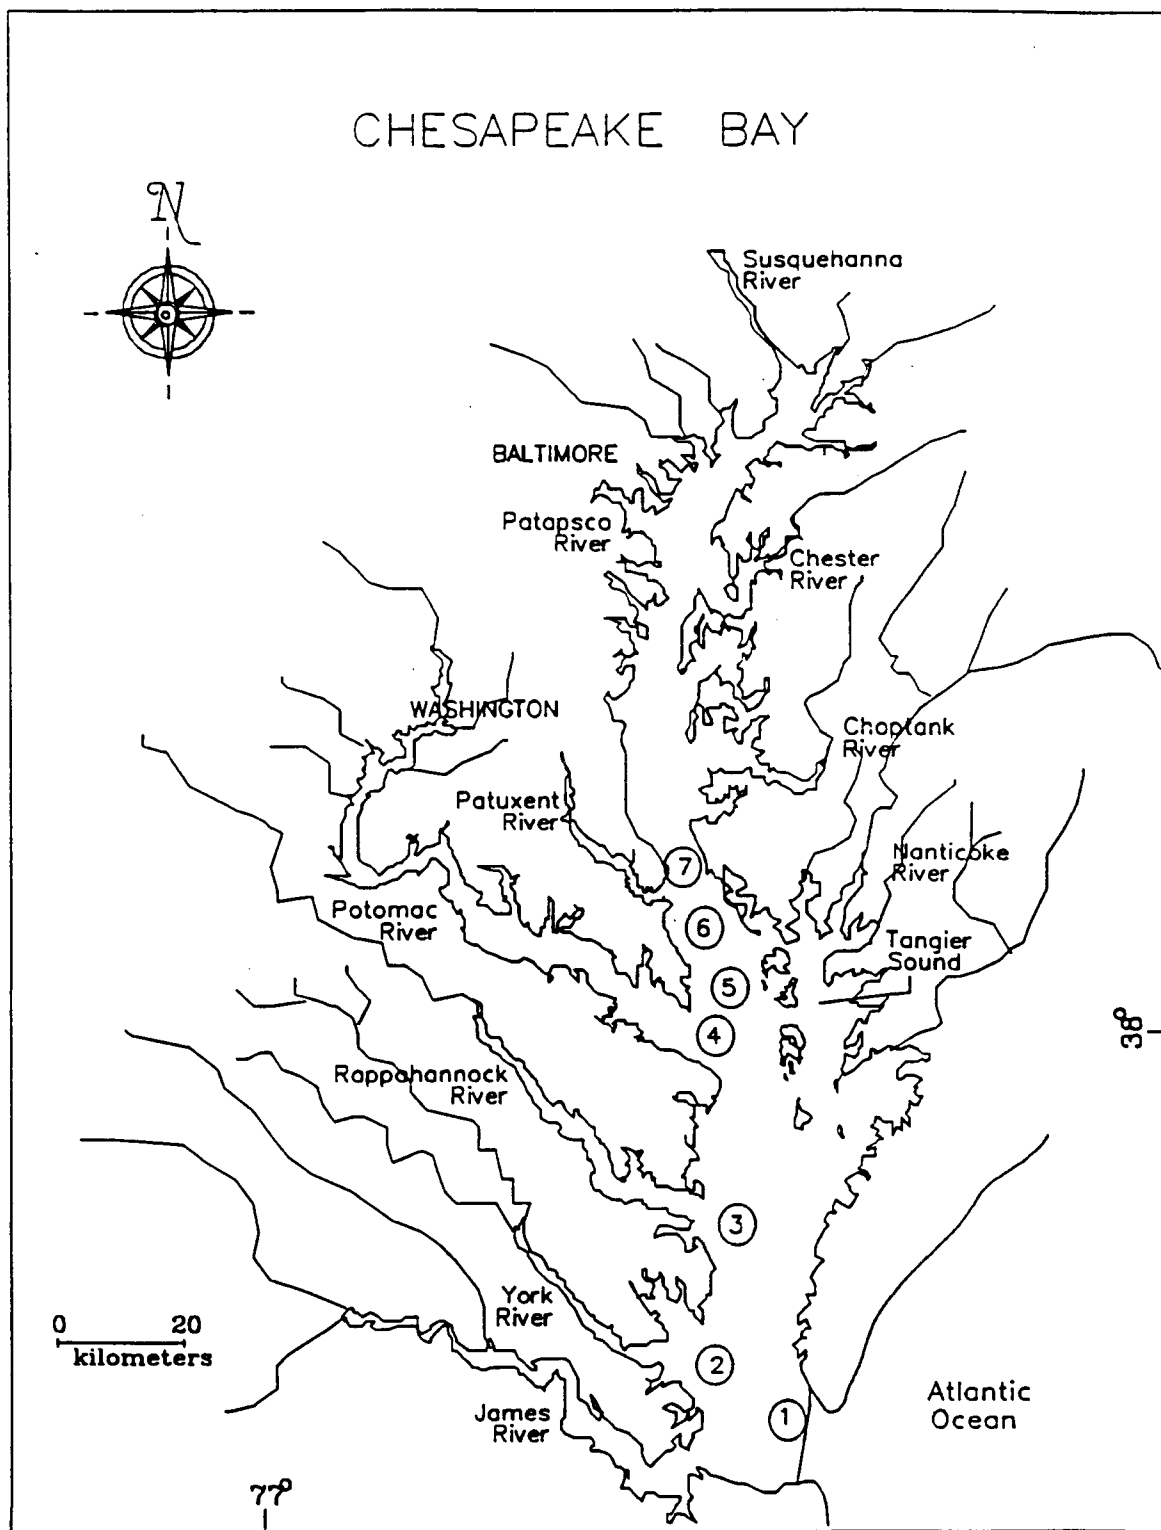 CHESAPEAKE BAY
N
Susquehanna
River
BALTIMORE
Patapsco
River
Chester
River
WASHINGTON
Choptank
River
Patuxent
River
Nanticoke
River
7
Potomac
River
6
Tangier
Sound
5
4
38°
Rappahannock
River
3
York
River
0 20
kilometers
2
James
River
1
Atlantic
Ocean
77°